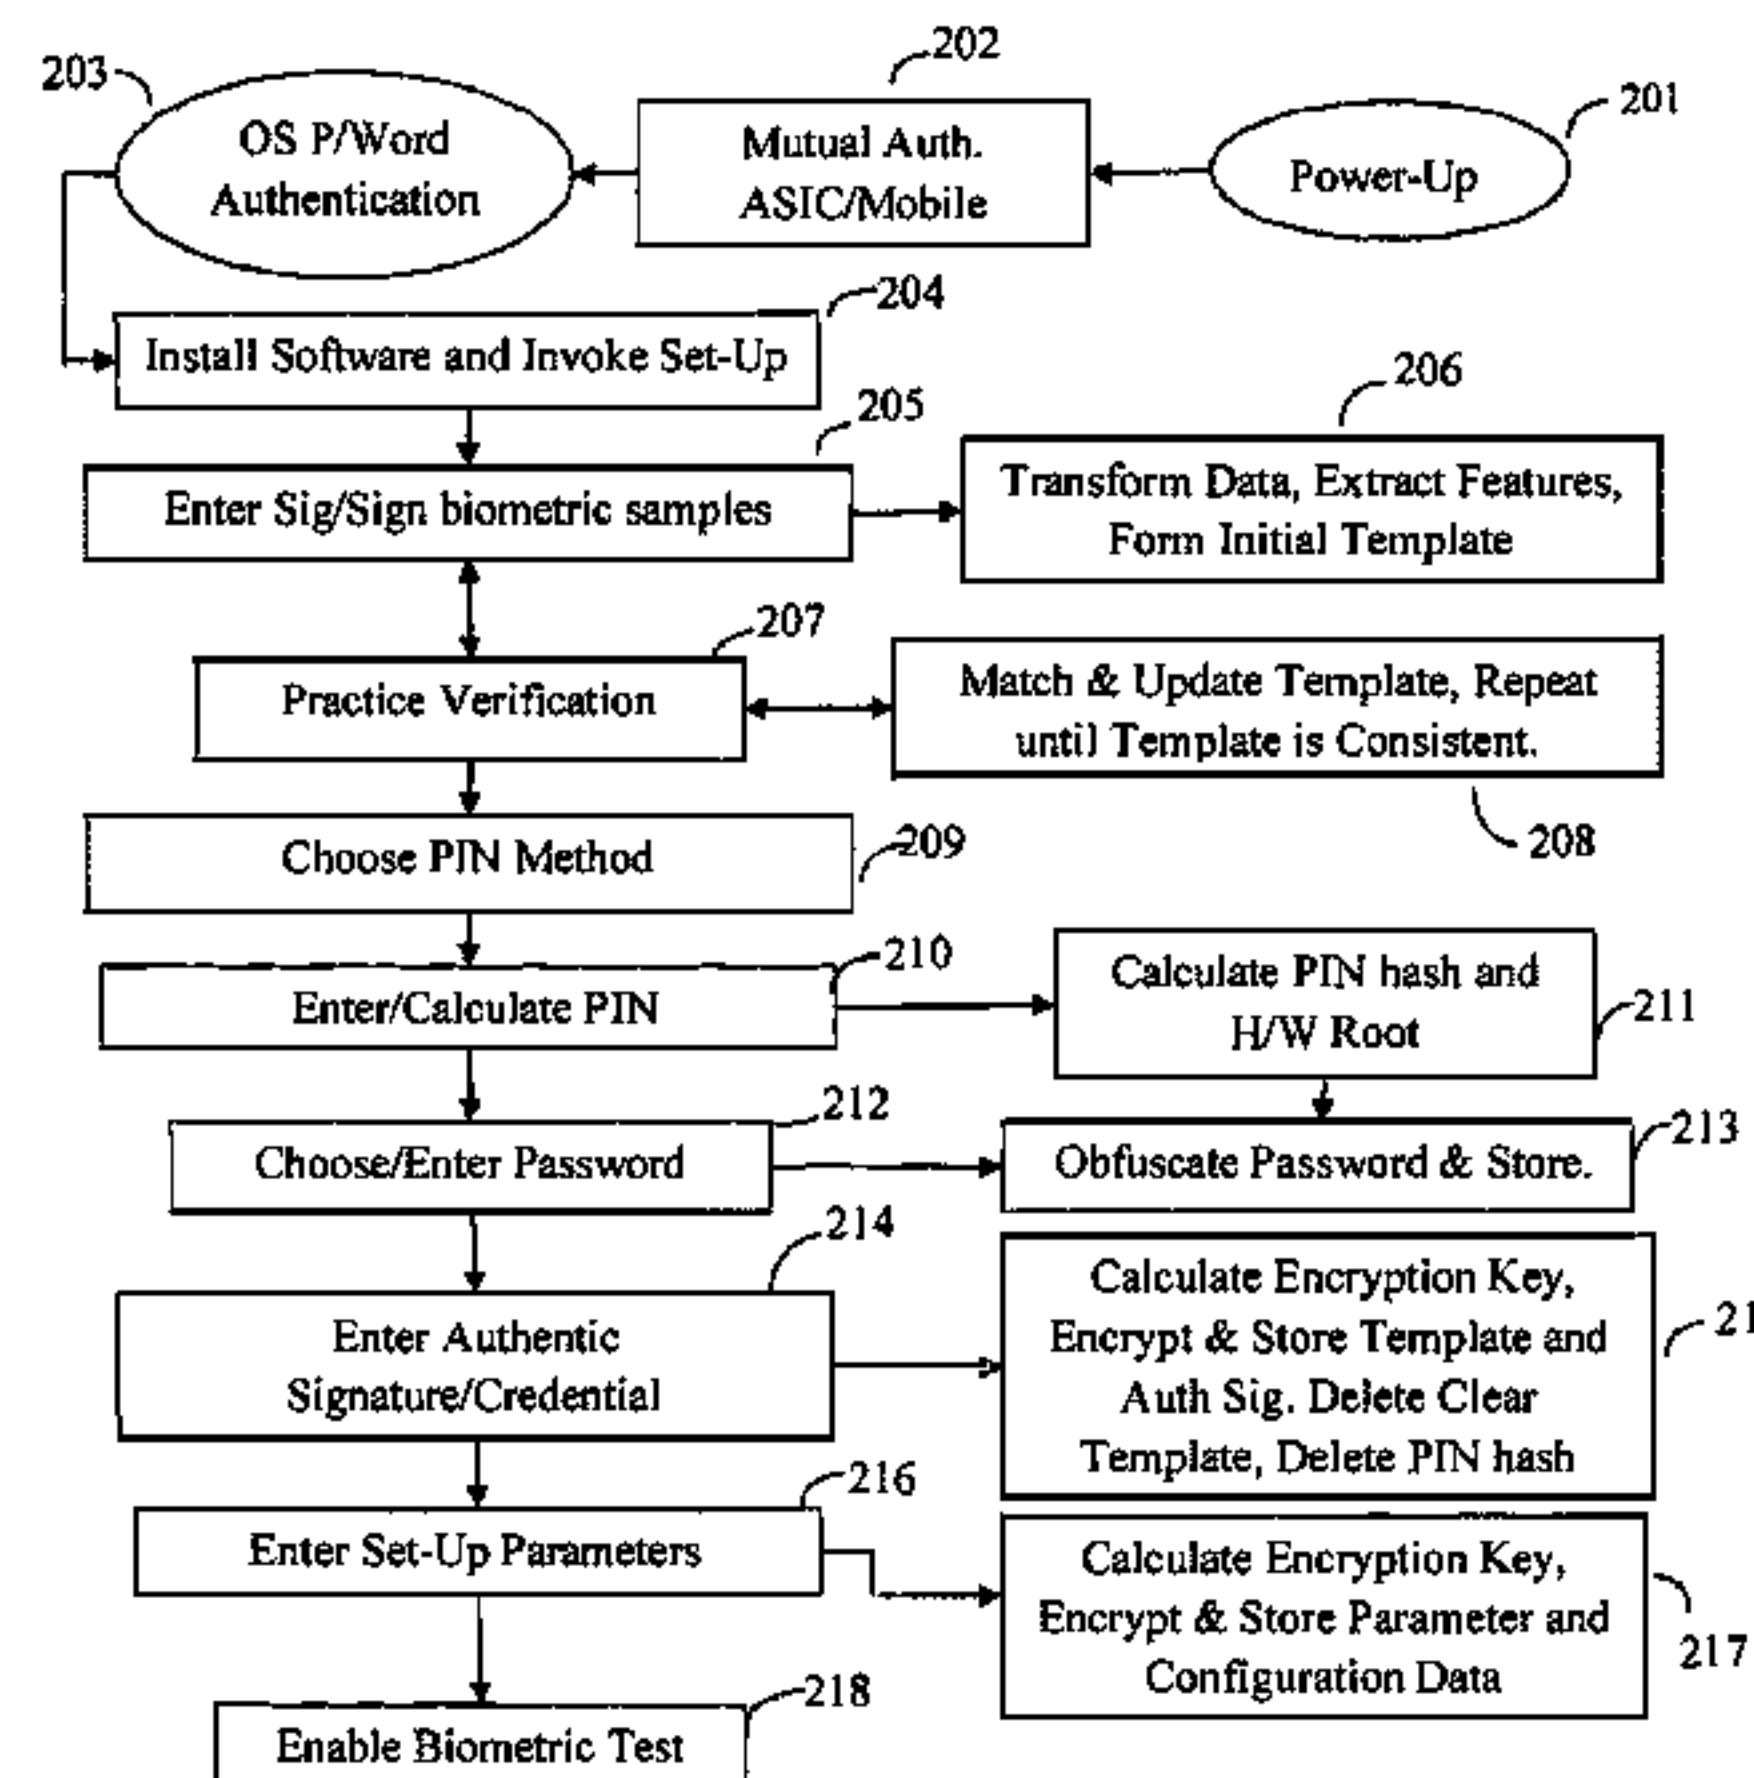 202
203
201
OS P/Word
Authentication
Mutual Auth.
ASIC/Mobile
Power-Up
204
Install Software and Invoke Set-Up
206
205
Enter Sig/Sign biometric samples
Transform Data, Extract Features,
Form Initial Template
207
Practice Verification
Match & Update Template, Repeat
until Template is Consistent.
208
Choose PIN Method
209
210
Enter/Calculate PIN
Calculate PIN hash and
H/W Root
211
212
Choose/Enter Password
Obfuscate Password & Store.
213
214
Enter Authentic
Signature/Credential
Calculate Encryption Key,
Encrypt & Store Template and
Auth Sig. Delete Clear
Template, Delete PIN hash
216
Enter Set-Up Parameters
Calculate Encryption Key,
Encrypt & Store Parameter and
Configuration Data
217
218
Enable Biometric Test